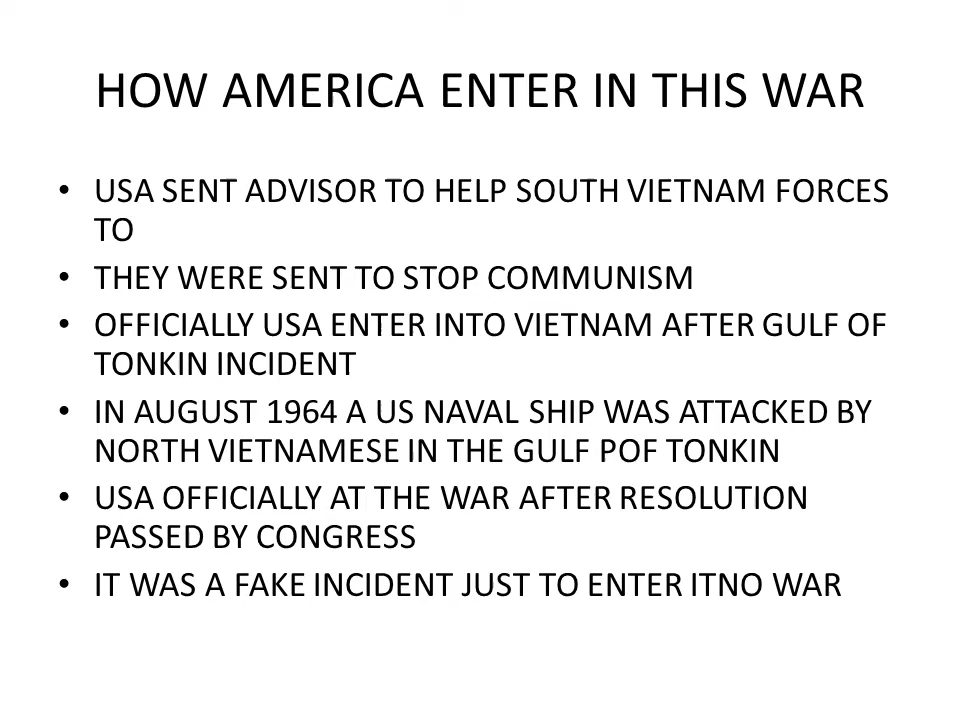 HOW AMERICA ENTER IN THIS WAR
• USA SENT ADVISOR TO HELP SOUTH VIETNAM FORCES
TO
• THEY WERE SENT TO STOP COMMUNISM
• OFFICIALLY USA ENTER INTO VIETNAM AFTER GULF OF
TONKIN INCIDENT
• IN AUGUST 1964 A US NAVAL SHIP WAS ATTACKED BY
NORTH VIETNAMESE IN THE GULF POF TONKIN
• USA OFFICIALLY AT THE WAR AFTER RESOLUTION
PASSED BY CONGRESS
• IT WAS A FAKE INCIDENT JUST TO ENTER ITNO WAR